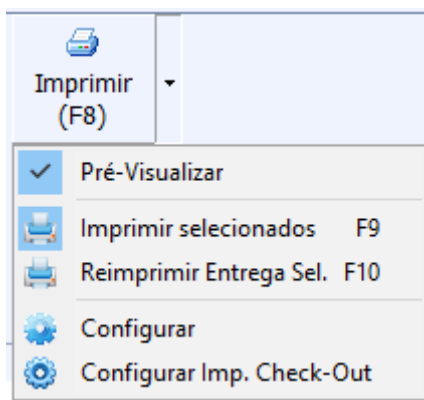 Imprimir
(F8)
Pré-Visualizar
Imprimir selecionados F9
Reimprimir Entrega Sel. F10
Configurar
Configurar Imp. Check-Out